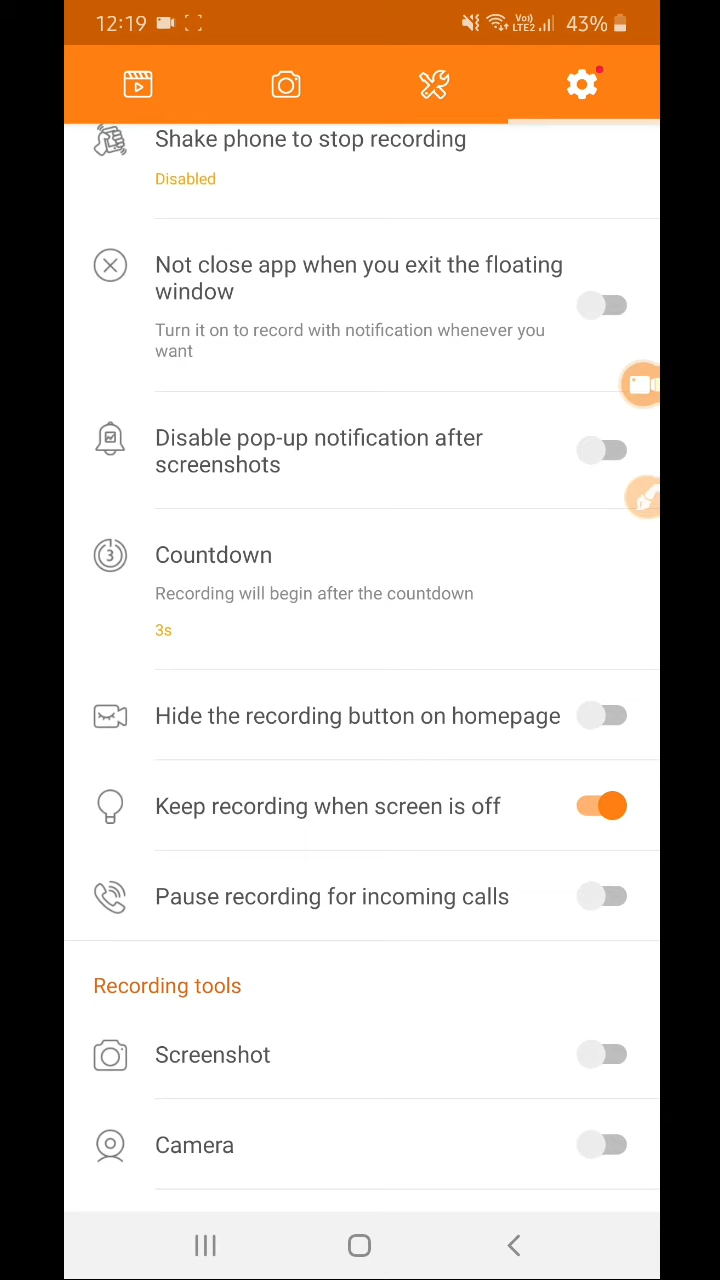 12:19
Vo)) LTE2 43%
Shake phone to stop recording
Disabled
Not close app when you exit the floating
window
Turn it on to record with notification whenever you
want
Disable pop-up notification after
screenshots
3
Countdown
Recording will begin after the countdown
3s
Hide the recording button on homepage
Keep recording when screen is off
Pause recording for incoming calls
Recording tools
Screenshot
Camera